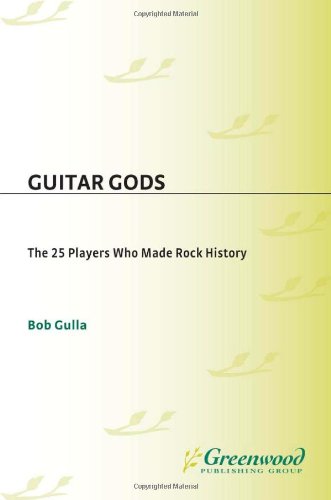 GUITAR GODS
The 25 Players Who Made Rock History
Bob Gulla
Greenwood
PUBLISHING GROUP